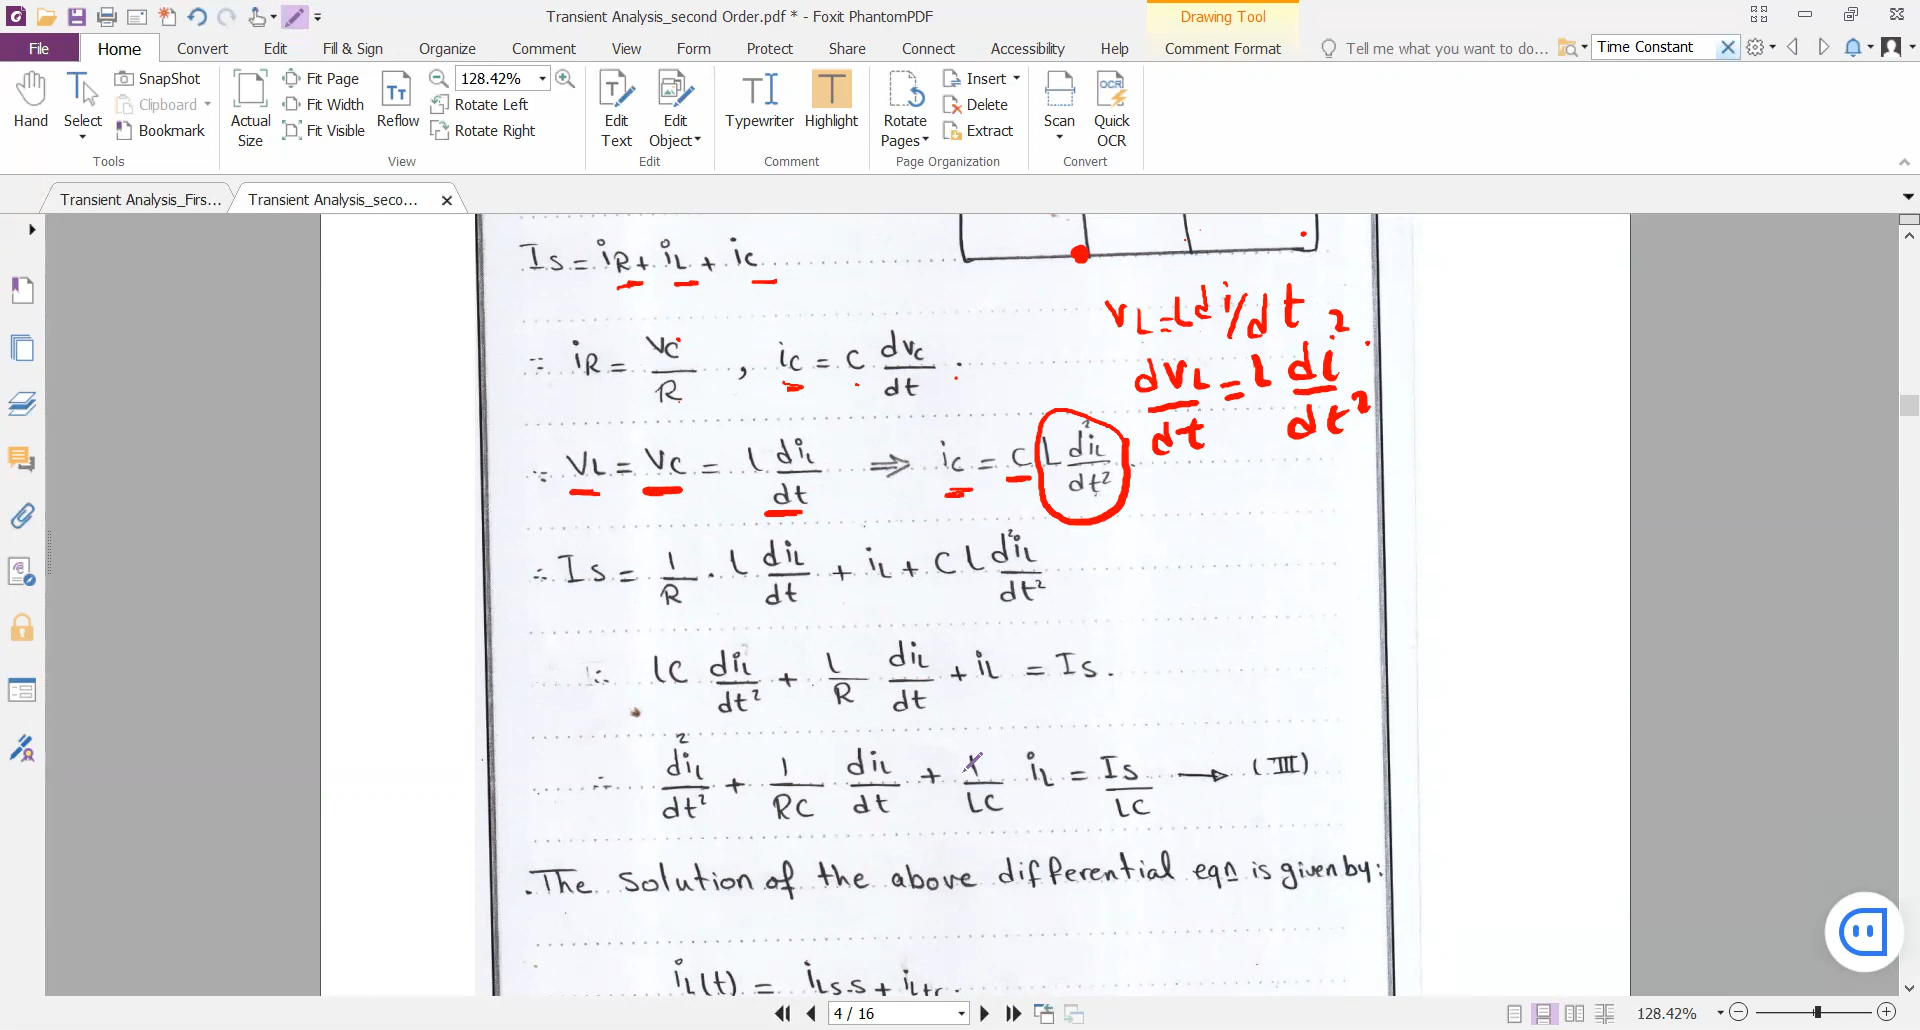 Transient Analysis_second Order.pdf * - Foxit PhantomPDF
Drawing Tool
File Home Convert Edit Fill & Sign Organize Comment View Form Protect Share Connect Accessibility Help Comment Format Tell me what you want to do... Time Constant
Hand
Select
SnapShot
Clipboard
Bookmark
Tools
Actual Size
Fit Page
Fit Width
Fit Visible
Reflow
128.42%
Rotate Left
Rotate Right
View
Edit Text
Edit Object
Edit
Typewriter
Highlight
Comment
Rotate Pages
Insert
Delete
Extract
Page Organization
Scan
Quick OCR
Convert
Transient Analysis_Firs... Transient Analysis_seco...
Is = iR + iL + ic
VL = L di/dt
∵ iR = Vc/R , ic = C dvc/dt .
dVL/dt = L d²i/dt²
∵ VL = Vc = L diL/dt ⇒ ic = C L d²iL/dt²
∴ Is = 1/R . L diL/dt + iL + C L d²iL/dt²
∴ LC diL/dt² + L/R diL/dt + iL = Is .
∴ d²iL/dt² + 1/RC diL/dt + 1/LC iL = Is/LC → (III)
. The solution of the above differential eqn is given by:
iL(t) = iLs.s + iLtr.
4 / 16
128.42%